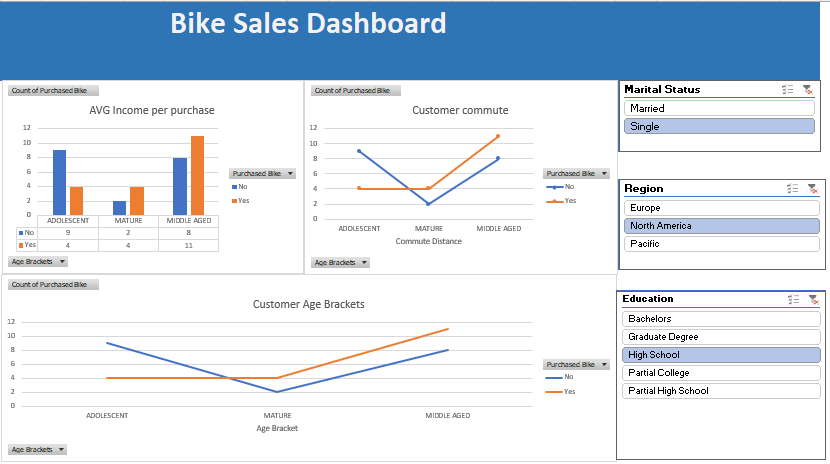 Bike Sales Dashboard
Count of Purchased Bike
AVG Income per purchase
12
10
8
6
4
2
0
ADOLESCENT MATURE MIDDLE AGED
No 9 2 8
Yes 4 4 11
Purchased Bike
No
Yes
Age Brackets
Count of Purchased Bike
Customer commute
12
10
8
6
4
2
0
ADOLESCENT MATURE MIDDLE AGED
Commute Distance
Purchased Bike
No
Yes
Age Brackets
Marital Status
Married
Single
Region
Europe
North America
Pacific
Count of Purchased Bike
Customer Age Brackets
12
10
8
6
4
2
0
ADOLESCENT MATURE MIDDLE AGED
Age Bracket
Purchased Bike
No
Yes
Age Brackets
Education
Bachelors
Graduate Degree
High School
Partial College
Partial High School